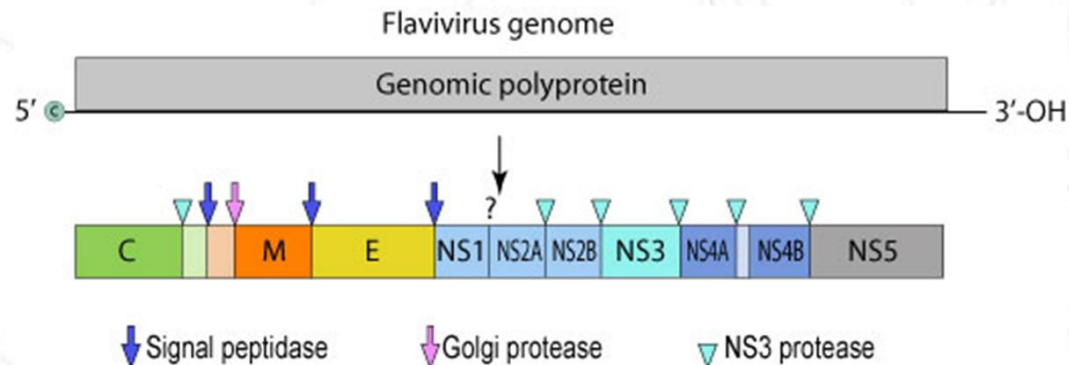 Flavivirus genome
Genomic polyprotein
5′ C 3′-OH
?
C M E NS1 NS2A NS2B NS3 NS4A NS4B NS5
Signal peptidase Golgi protease NS3 protease